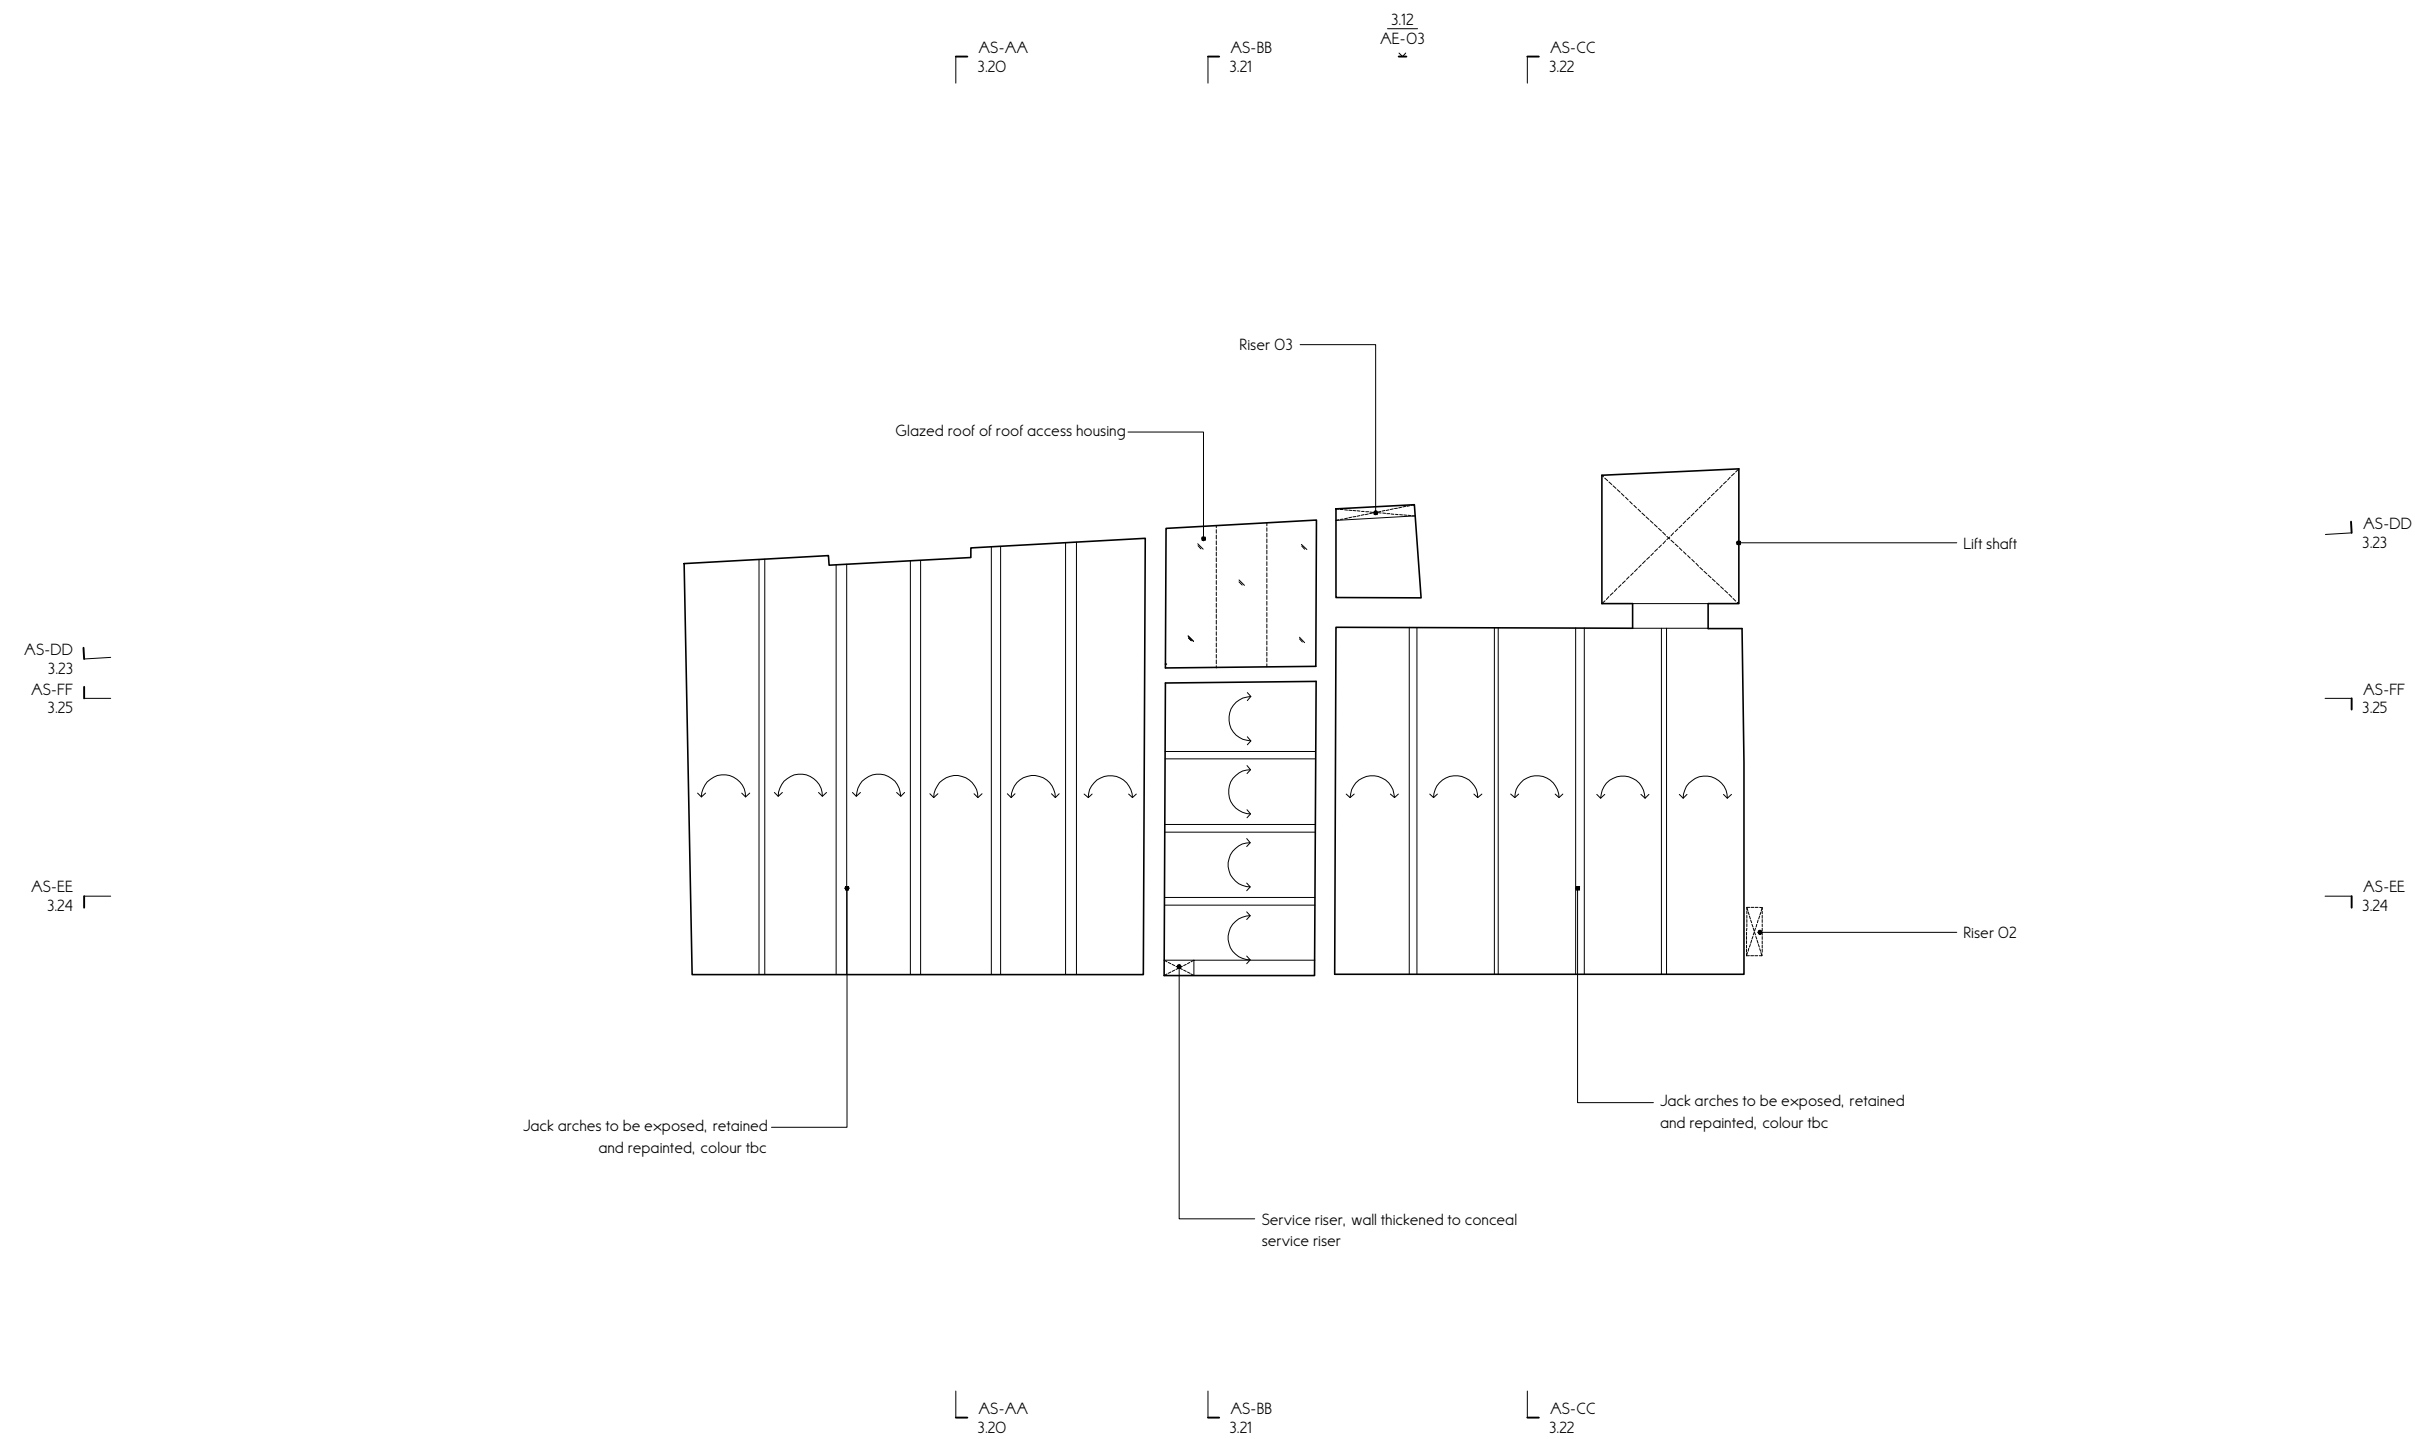 3.12
AE-03
AS-AA
3.20
AS-BB
3.21
AS-CC
3.22
Riser 03
Glazed roof of roof access housing
AS-DD
3.23
Lift shaft
AS-DD
3.23
AS-FF
3.25
AS-FF
3.25
AS-EE
3.24
AS-EE
3.24
Riser 02
Jack arches to be exposed, retained
and repainted, colour tbc
Jack arches to be exposed, retained
and repainted, colour tbc
Service riser, wall thickened to conceal
service riser
AS-AA
3.20
AS-BB
3.21
AS-CC
3.22